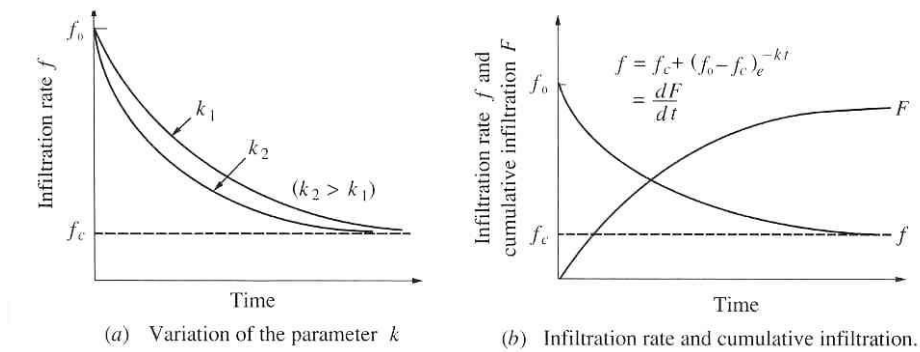 Infiltration rate f
f₀
f_c
k₁
k₂
(k₂ > k₁)
Time
(a) Variation of the parameter k
Infiltration rate f and
cumulative infiltration F
f₀
f_c
f = f_c + (f₀ – f_c)e^–kt
= dF/dt
F
f
Time
(b) Infiltration rate and cumulative infiltration.